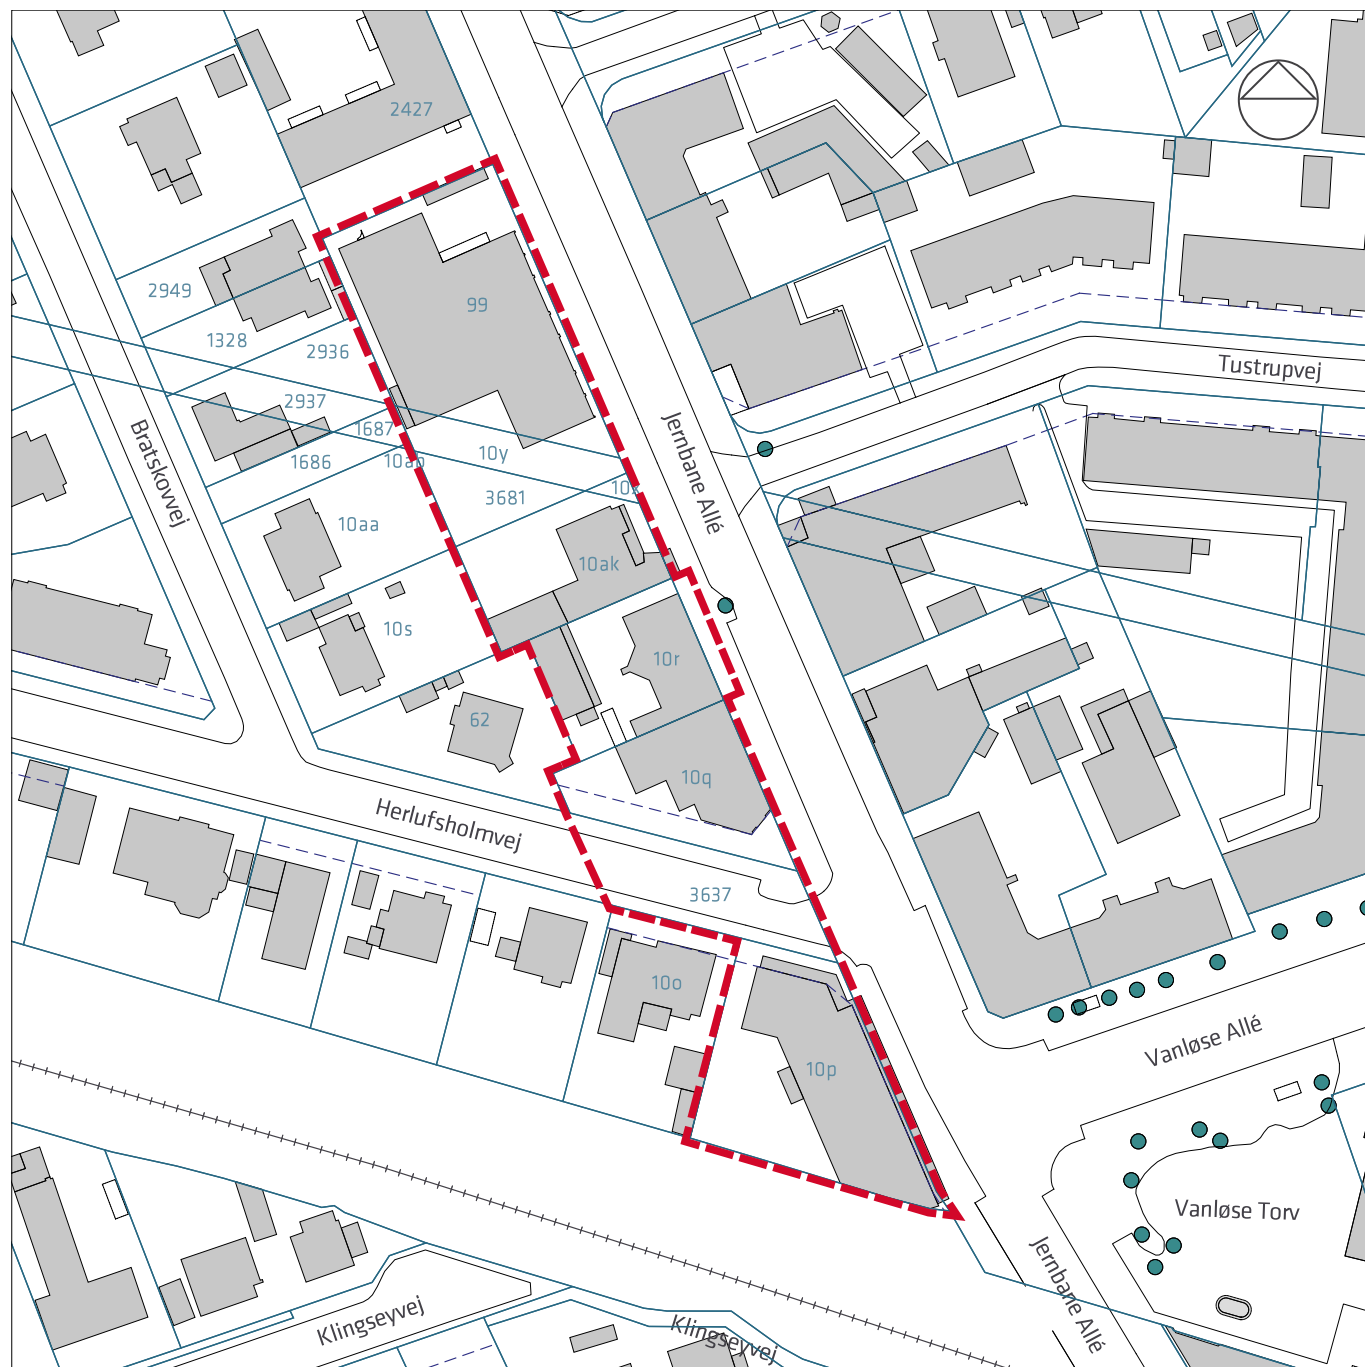 2427
2949
99
1328
2936
2937
1687
1686
10ab
10y
3681
10x
10aa
10ak
10s
10r
62
10q
3637
10o
10p
Tustrupvej
Jernbane Allé
Bratskovvej
Herlufsholmvej
Vanløse Allé
Vanløse Torv
Jernbane Allé
Klingseyvej
Klingseyvej